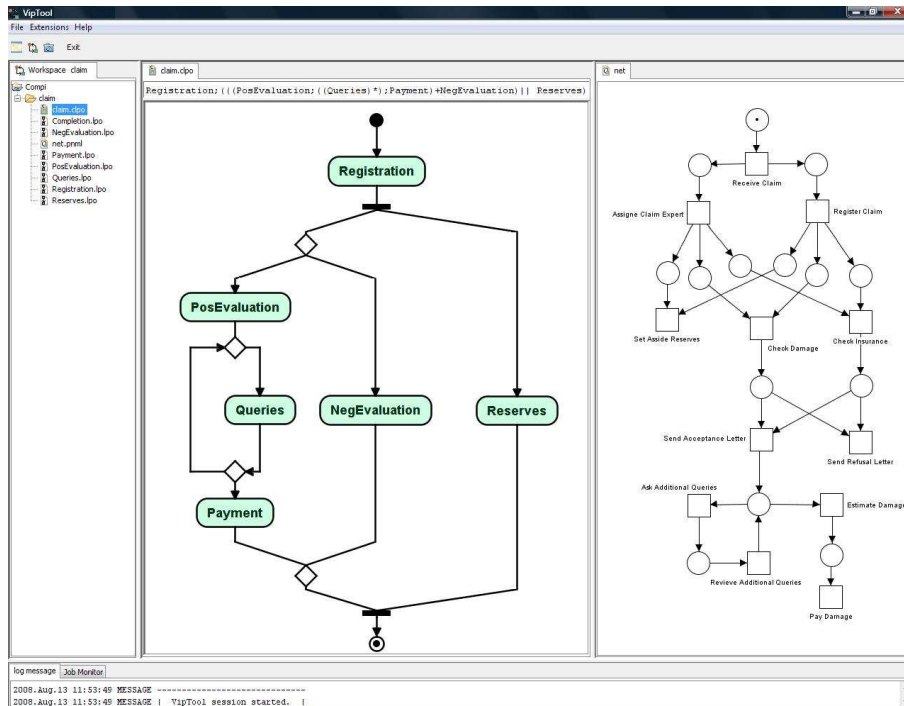 VipTool
File Extensions Help
Exit
Workspace claim
Compi
claim
claim.clpo
Completion.lpo
NegEvaluation.lpo
net.pnml
Payment.lpo
PosEvaluation.lpo
Queries.lpo
Registration.lpo
Reserves.lpo
claim.clpo
Registration;(((PosEvaluation;((Queries)*);Payment)+NegEvaluation)|| Reserves)
Registration
PosEvaluation
Queries
NegEvaluation
Reserves
Payment
net
Receive Claim
Assigne Claim Expert
Register Claim
Set Asside Reserves
Check Damage
Check Insurance
Send Acceptance Letter
Send Refusal Letter
Ask Additional Queries
Estimate Damage
Revieve Additional Queries
Pay Damage
log message Job Monitor
2008.Aug.13 11:53:49 MESSAGE ------------------------------
2008.Aug.13 11:53:49 MESSAGE | VipTool session started. |